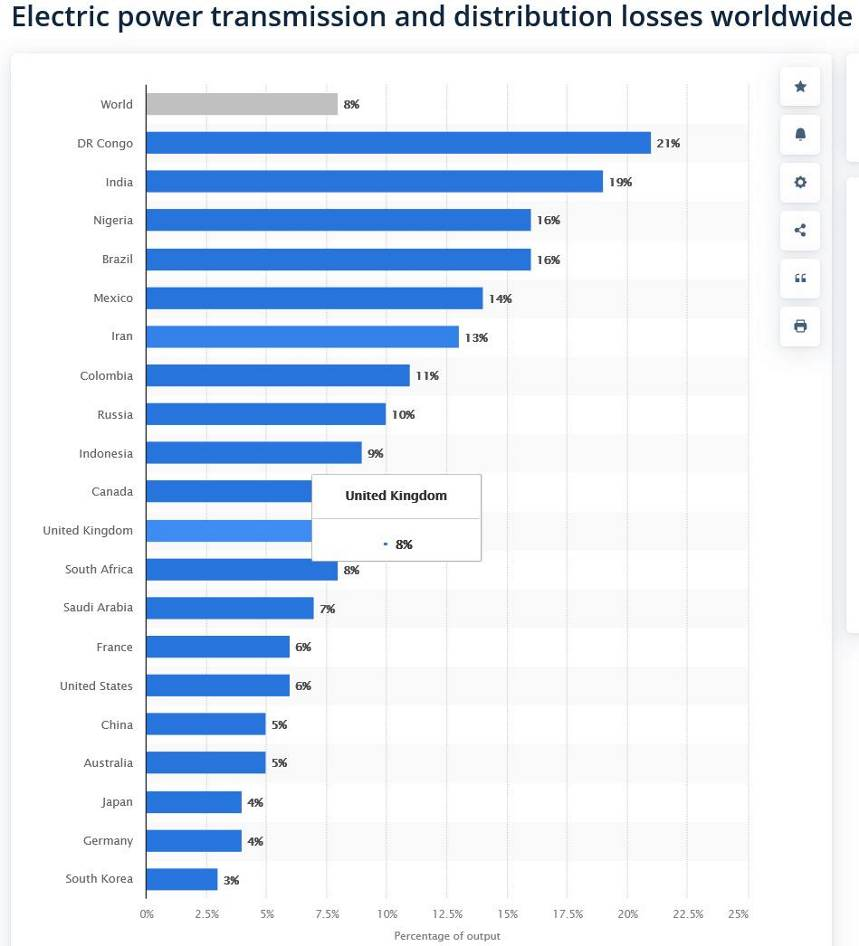 Electric power transmission and distribution losses worldwide
World 8%
DR Congo 21%
India 19%
Nigeria 16%
Brazil 16%
Mexico 14%
Iran 13%
Colombia 11%
Russia 10%
Indonesia 9%
Canada
United Kingdom
United Kingdom
8%
South Africa 8%
Saudi Arabia 7%
France 6%
United States 6%
China 5%
Australia 5%
Japan 4%
Germany 4%
South Korea 3%
0% 2.5% 5% 7.5% 10% 12.5% 15% 17.5% 20% 22.5% 25%
Percentage of output